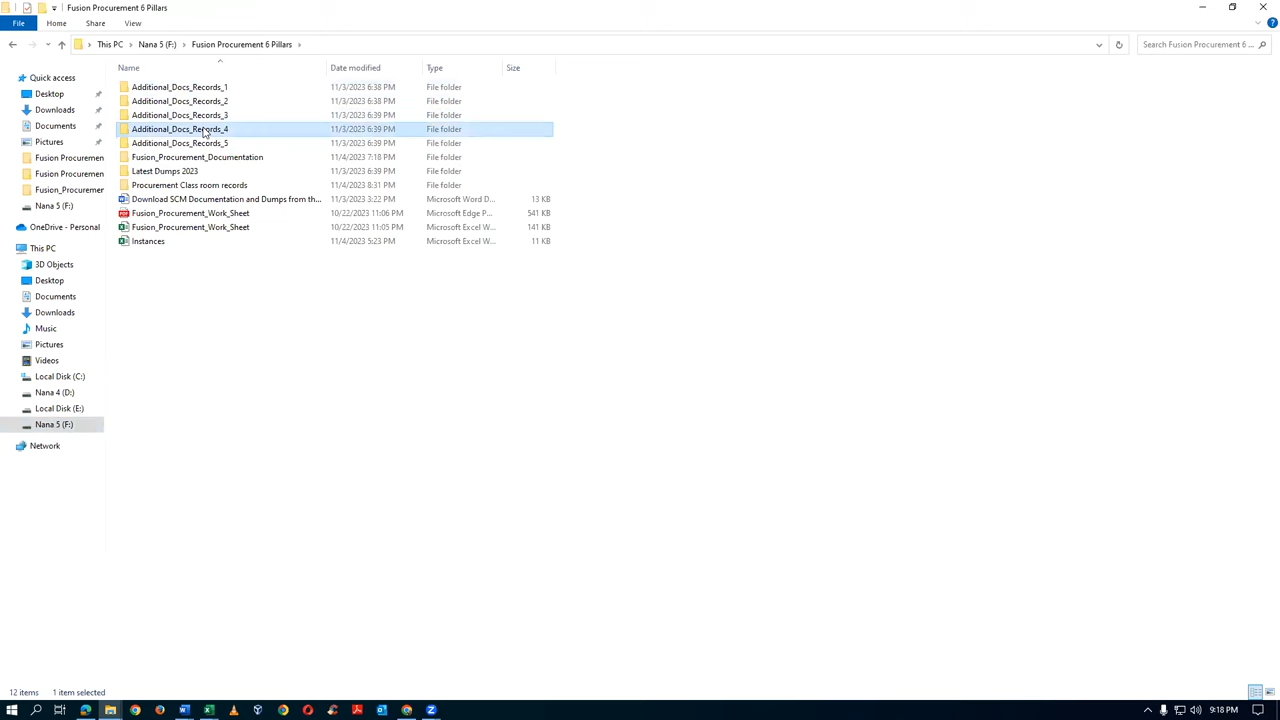 Fusion Procurement 6 Pillars
File Home Share View
This PC Nana 5 (F:) Fusion Procurement 6 Pillars Search Fusion Procurement 6 ...
Name Date modified Type Size
Quick access
Desktop
Downloads
Documents
Pictures
Fusion Procuremen
Fusion Procuremen
Fusion_Procuremer
Nana 5 (F:)
OneDrive - Personal
This PC
3D Objects
Desktop
Documents
Downloads
Music
Pictures
Videos
Local Disk (C:)
Nana 4 (D:)
Local Disk (E:)
Nana 5 (F:)
Network
Additional_Docs_Records_1 11/3/2023 6:38 PM File folder
Additional_Docs_Records_2 11/3/2023 6:38 PM File folder
Additional_Docs_Records_3 11/3/2023 6:39 PM File folder
Additional_Docs_Records_4 11/3/2023 6:39 PM File folder
Additional_Docs_Records_5 11/3/2023 6:39 PM File folder
Fusion_Procurement_Documentation 11/4/2023 7:18 PM File folder
Latest Dumps 2023 11/3/2023 6:39 PM File folder
Procurement Class room records 11/4/2023 8:31 PM File folder
Download SCM Documentation and Dumps from th... 11/3/2023 3:22 PM Microsoft Word D... 13 KB
Fusion_Procurement_Work_Sheet 10/22/2023 11:06 PM Microsoft Edge P... 541 KB
Fusion_Procurement_Work_Sheet 10/22/2023 11:05 PM Microsoft Excel W... 141 KB
Instances 11/4/2023 5:23 PM Microsoft Excel W... 11 KB
12 items 1 item selected
9:18 PM